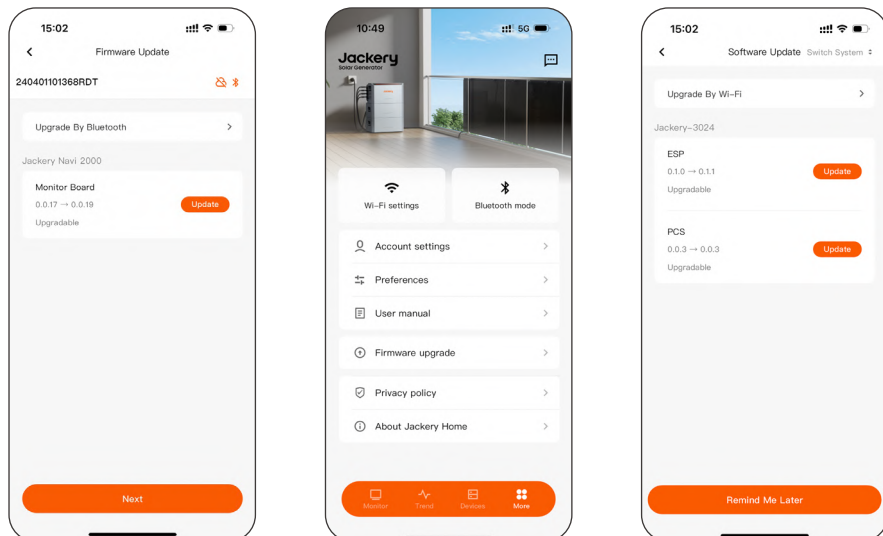 15:02
Firmware Update
240401101368RDT
Upgrade By Bluetooth
Jackery Navi 2000
Monitor Board
0.0.17 → 0.0.19
Update
Upgradable
Next
10:49
5G
Jackery
Solar Generator
Wi-Fi settings
Bluetooth mode
Account settings
Preferences
User manual
Firmware upgrade
Privacy policy
About Jackery Home
Monitor
Trend
Devices
More
15:02
Software Update Switch System
Upgrade By Wi-Fi
Jackery-3024
ESP
0.1.0 → 0.1.1
Update
Upgradable
PCS
0.0.3 → 0.0.3
Update
Upgradable
Remind Me Later